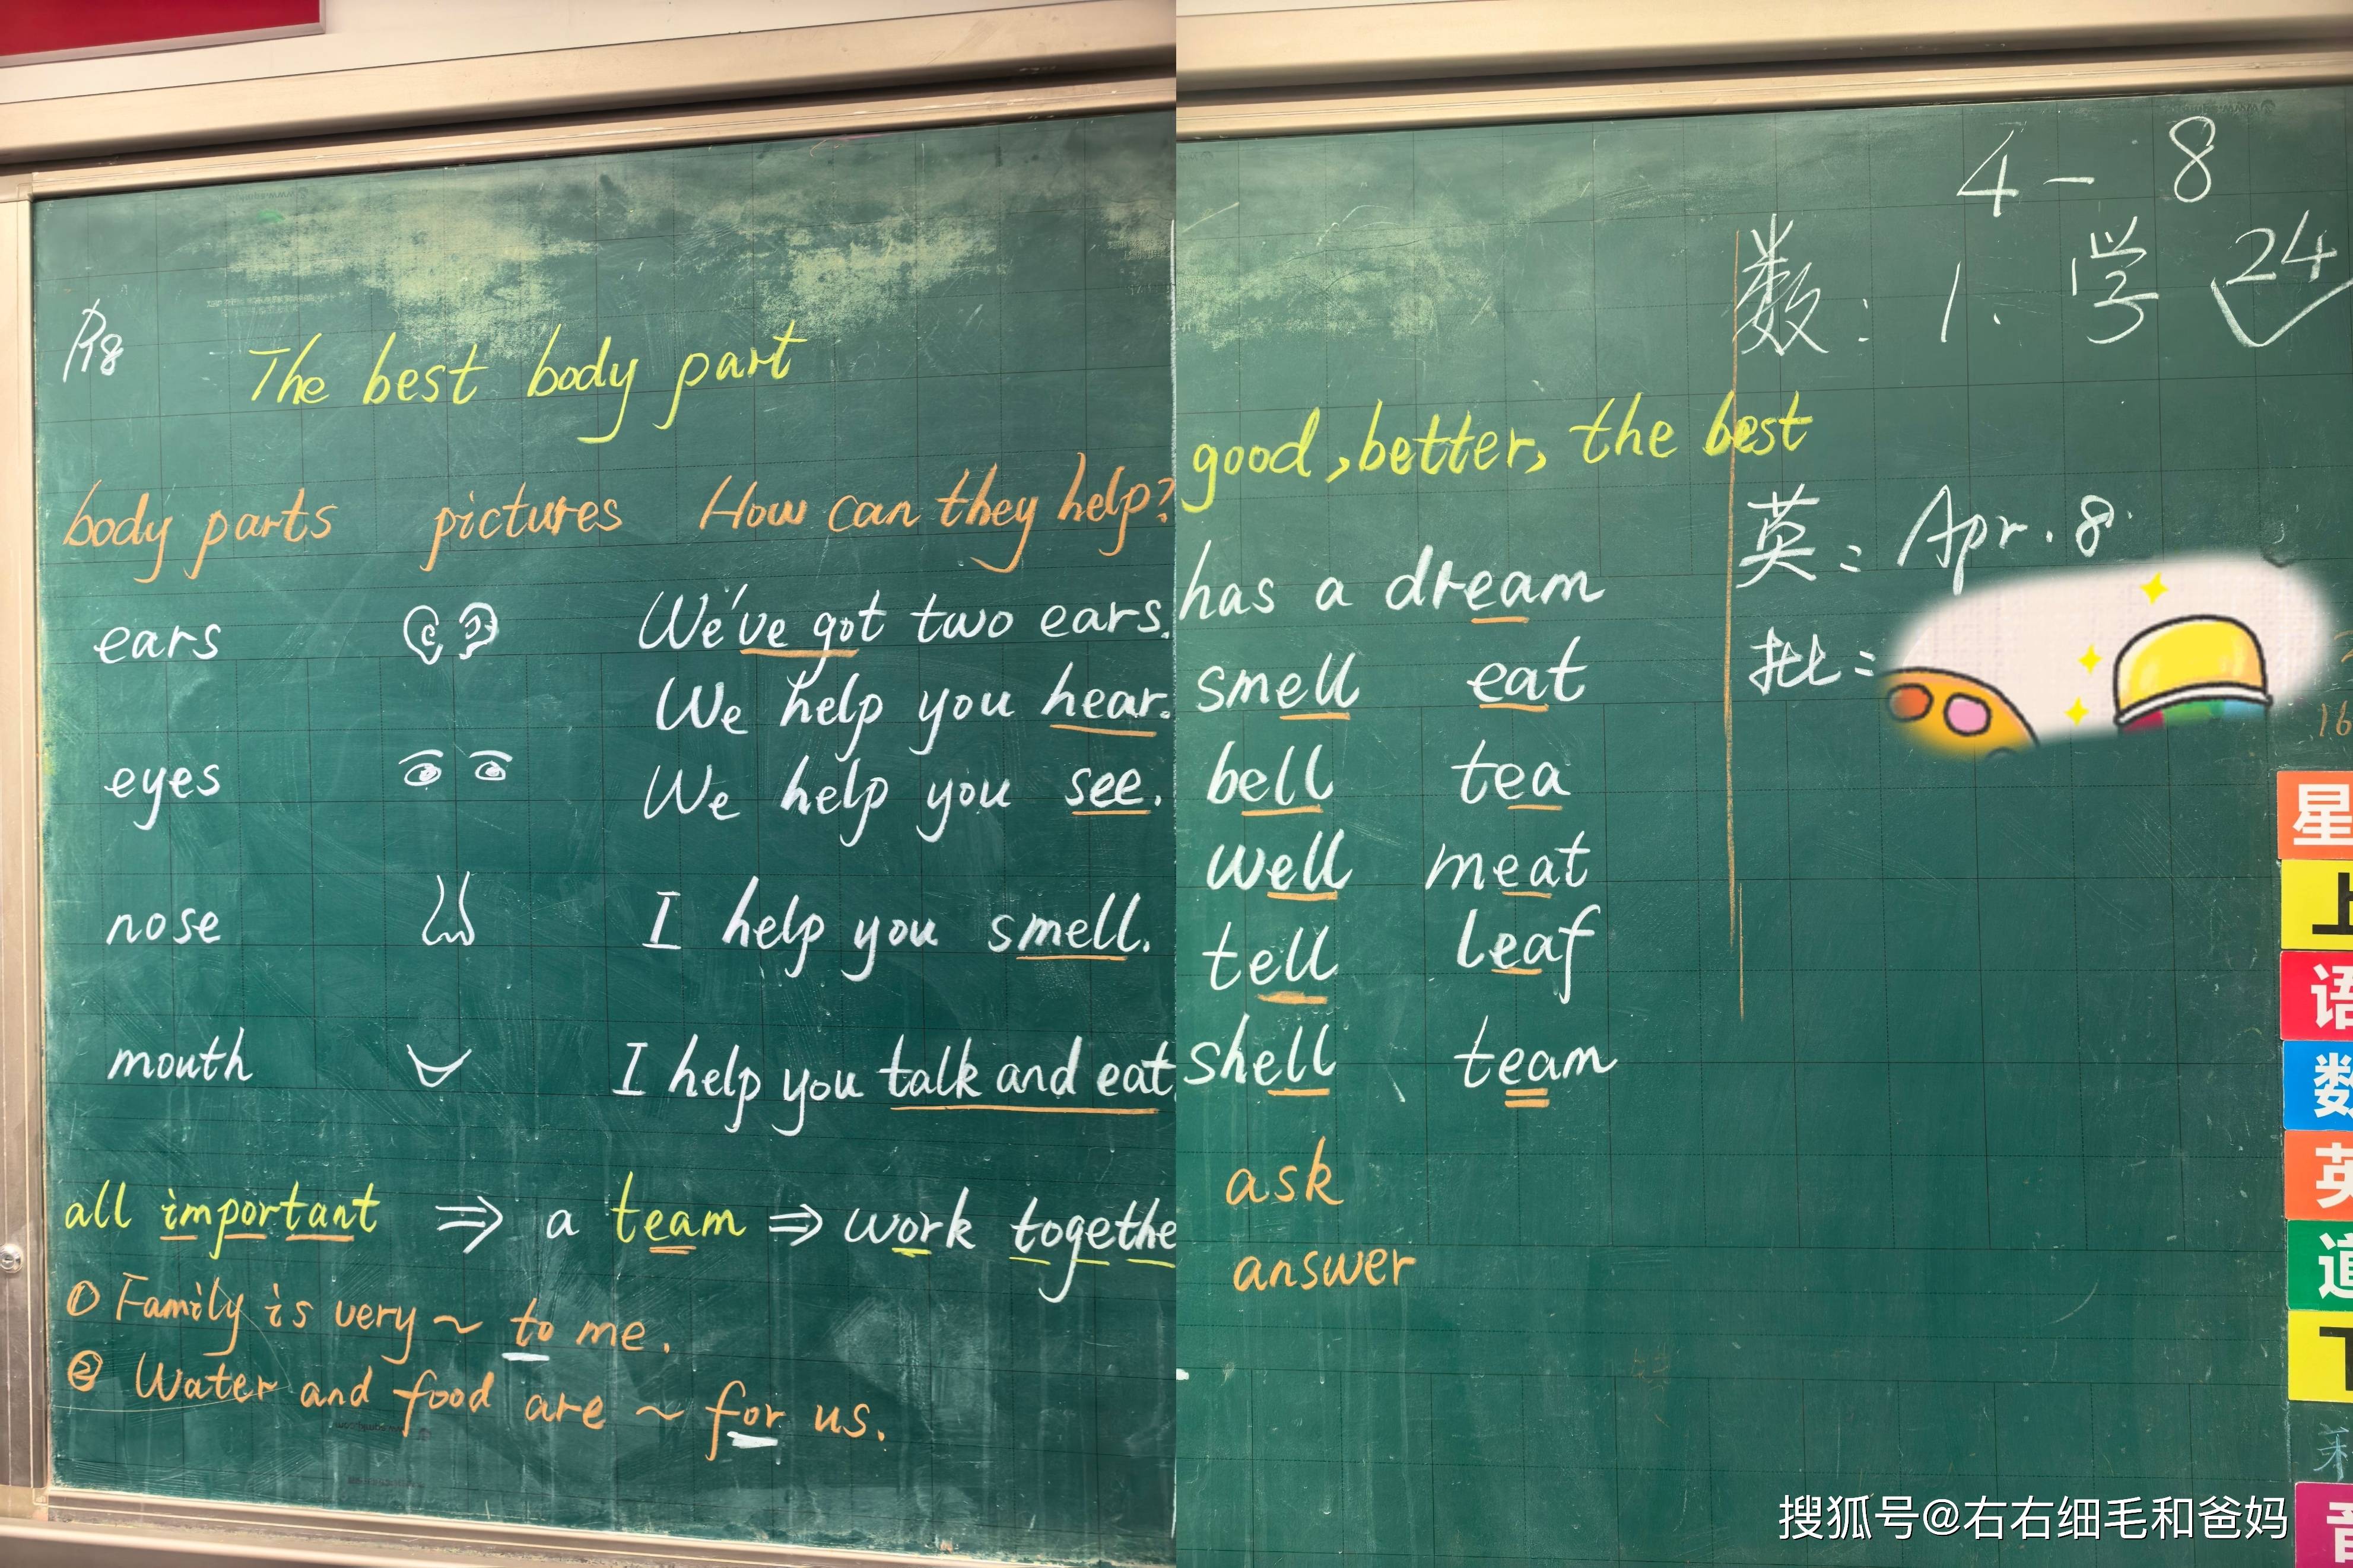 P18
The best body part
body parts pictures How can they help?
ears We've got two ears.
We help you hear.
eyes We help you see.
nose I help you smell.
mouth I help you talk and eat.
all important ⇒ a team ⇒ work togethe
① Family is very ~ to me.
② Water and food are ~ for us.
4-8
数: 1. 学 24
good, better, the best
英: Apr. 8
has a dream
批:
smell eat
bell tea
well meat
tell leaf
shell team
ask
answer
16
星
上
语
数
英
道
下
音
搜狐号@右右细毛和爸妈